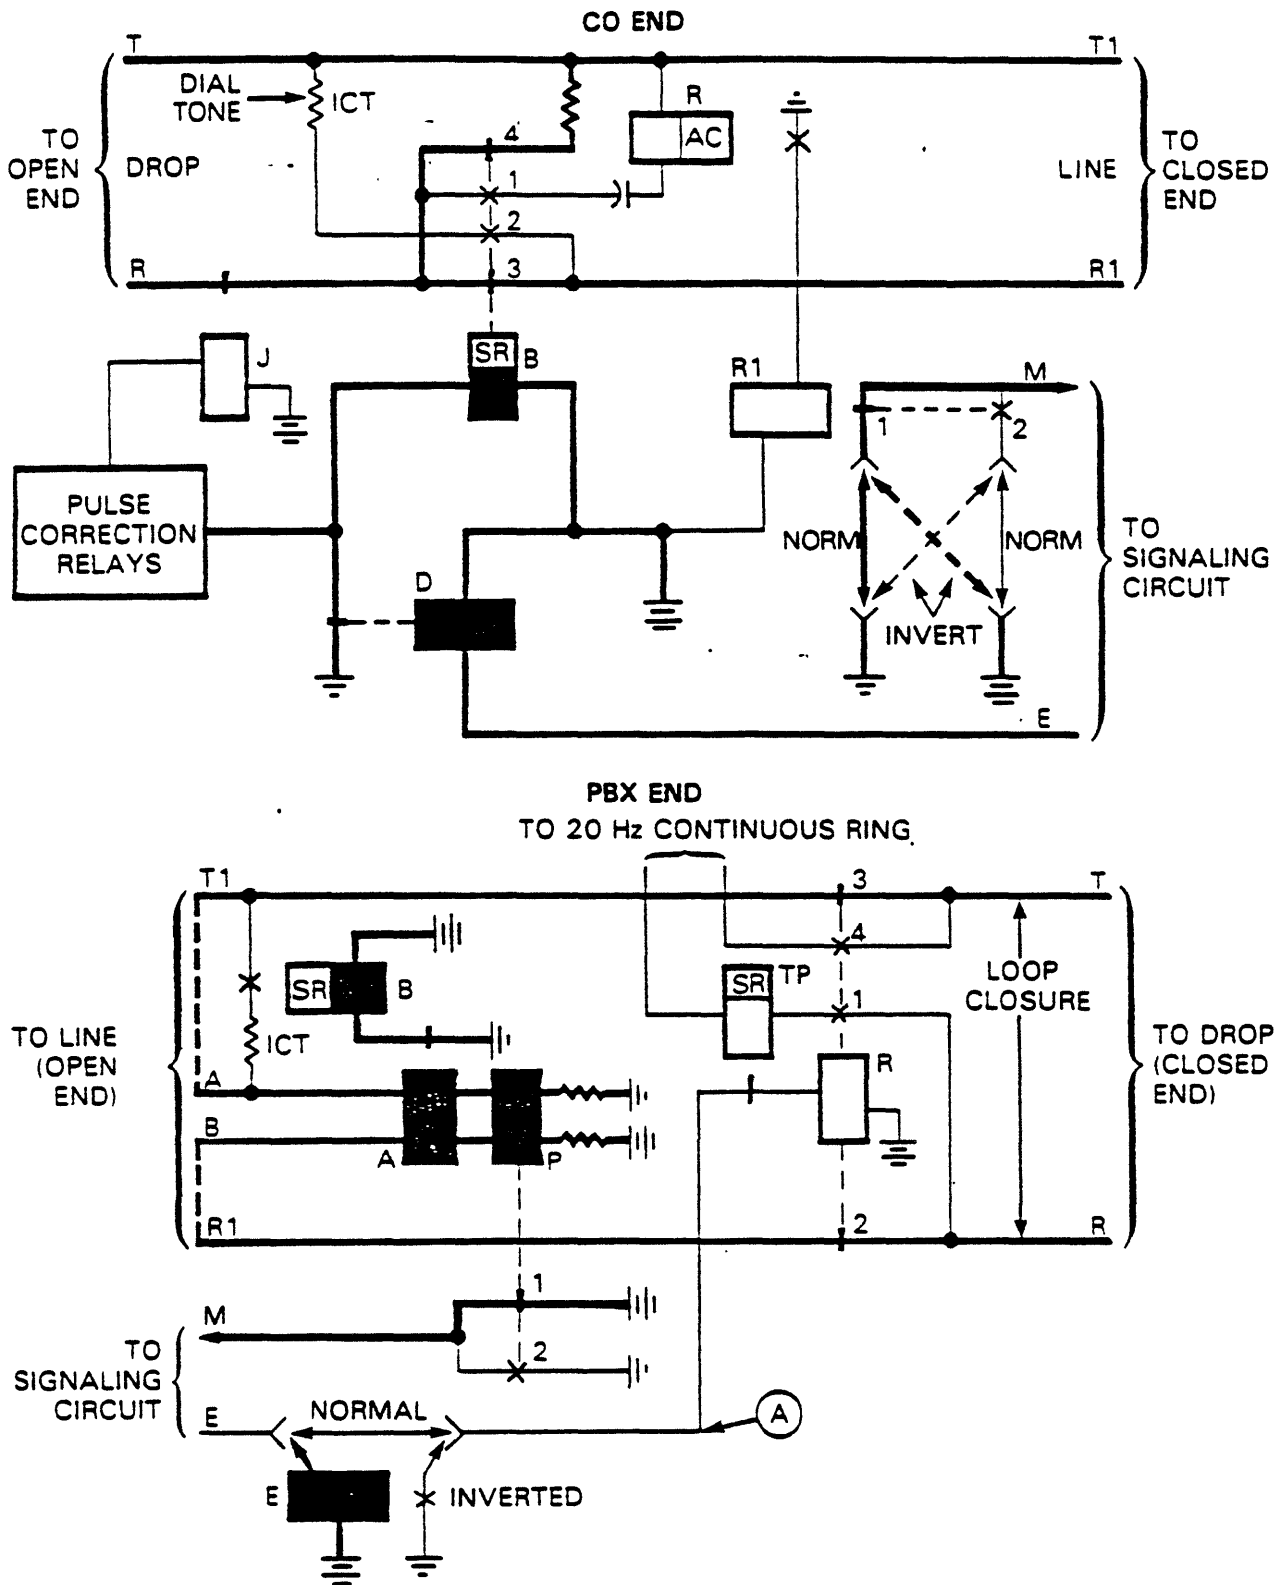 CO END
T
T1
DIAL
TONE
ICT
R
AC
4
TO
OPEN
END
DROP
LINE
TO
CLOSED
END
1
2
R
3
R1
J
SR
B
R1
M
1
2
PULSE
CORRECTION
RELAYS
NORM
NORM
TO
SIGNALING
CIRCUIT
D
INVERT
E
PBX END
TO 20 Hz CONTINUOUS RING
T1
3
T
4
SR
B
SR
TP
1
LOOP
CLOSURE
TO LINE
(OPEN
END)
ICT
TO DROP
(CLOSED
END)
A
R
B
A
P
R1
2
R
1
M
2
TO
SIGNALING
CIRCUIT
E
NORMAL
A
E
INVERTED